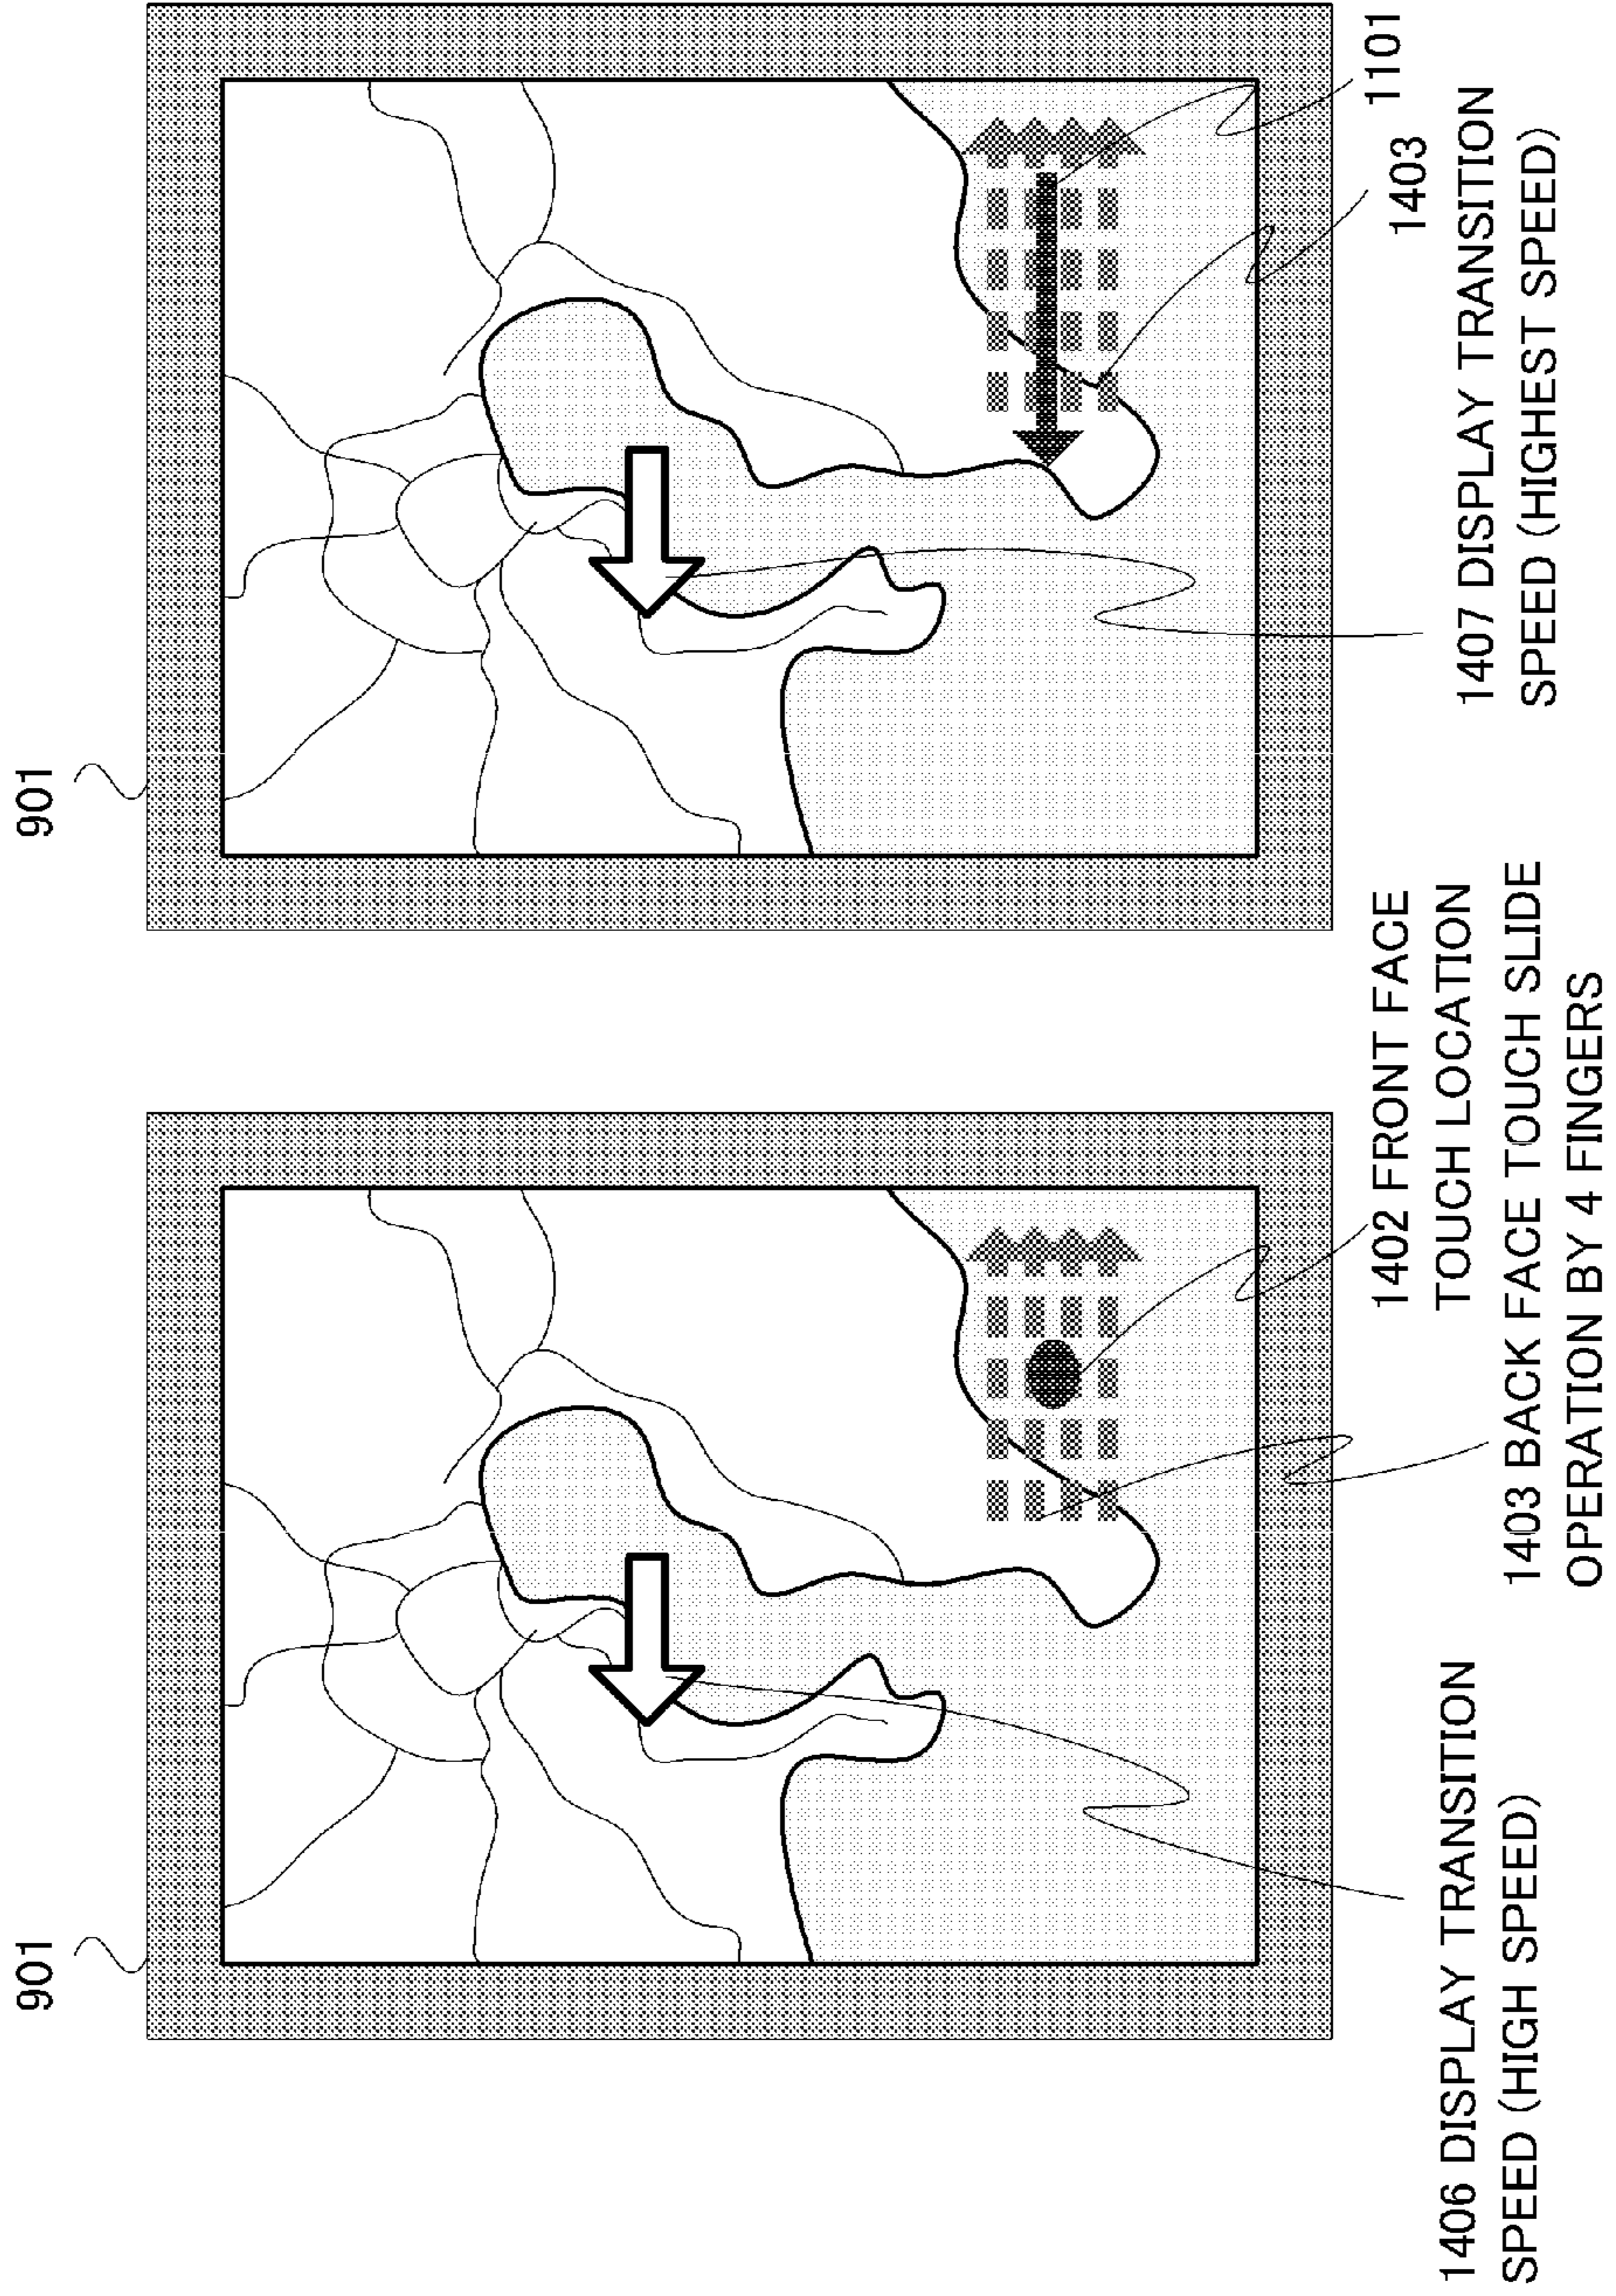 901
901
1406 DISPLAY TRANSITION
SPEED (HIGH SPEED)
1402 FRONT FACE
TOUCH LOCATION
1403 BACK FACE TOUCH SLIDE
OPERATION BY 4 FINGERS
1407 DISPLAY TRANSITION
SPEED (HIGHEST SPEED)
1403
1101